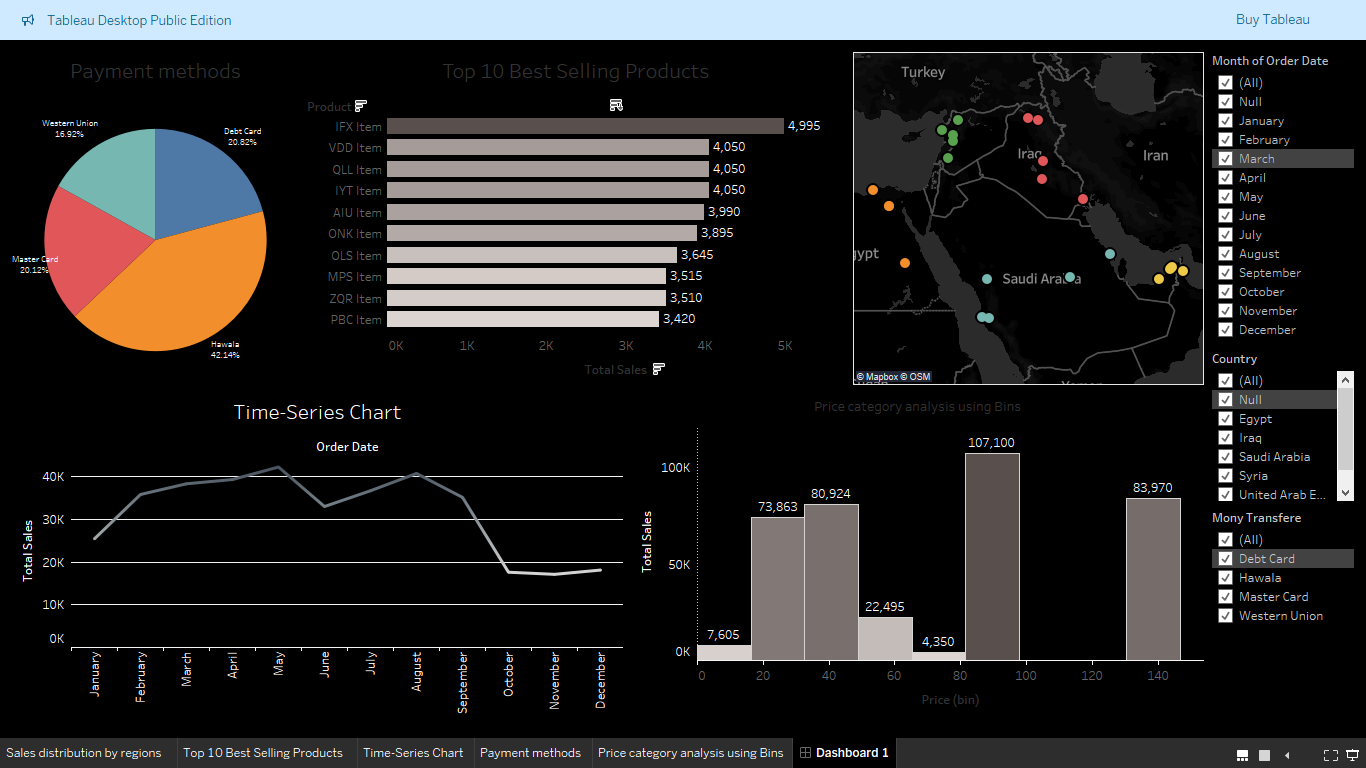 Tableau Desktop Public Edition
Buy Tableau
Payment methods
Western Union
16.92%
Debt Card
20.82%
Master Card
20.12%
Hawala
42.14%
Top 10 Best Selling Products
Product
IFX Item 4,995
VDD Item 4,050
QLL Item 4,050
IYT Item 4,050
AIU Item 3,990
ONK Item 3,895
OLS Item 3,645
MPS Item 3,515
ZQR Item 3,510
PBC Item 3,420
0K 1K 2K 3K 4K 5K
Total Sales
Turkey
Iraq
Iran
ypt
Saudi Arabia
© Mapbox © OSM
Month of Order Date
(All)
Null
January
February
March
April
May
June
July
August
September
October
November
December
Country
(All)
Null
Egypt
Iraq
Saudi Arabia
Syria
United Arab E...
Mony Transfere
(All)
Debt Card
Hawala
Master Card
Western Union
Time-Series Chart
Order Date
Total Sales
40K
30K
20K
10K
0K
January
February
March
April
May
June
July
August
September
October
November
December
Price category analysis using Bins
Total Sales
100K
50K
0K
7,605
73,863
80,924
22,495
4,350
107,100
83,970
0 20 40 60 80 100 120 140
Price (bin)
Sales distribution by regions
Top 10 Best Selling Products
Time-Series Chart
Payment methods
Price category analysis using Bins
Dashboard 1